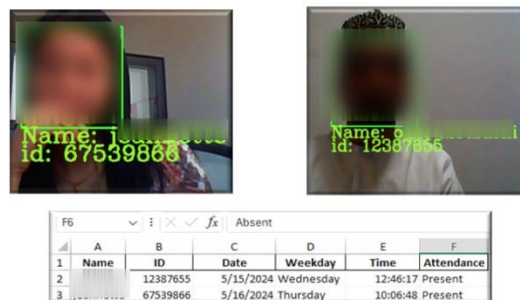 Name: 
id: 67539866
Name: 
id: 12387655
F6 fx Absent
A B C D E F
1 Name ID Date Weekday Time Attendance
2 12387655 5/15/2024 Wednesday 12:46:17 Present
3 67539866 5/16/2024 Thursday 10:06:48 Present